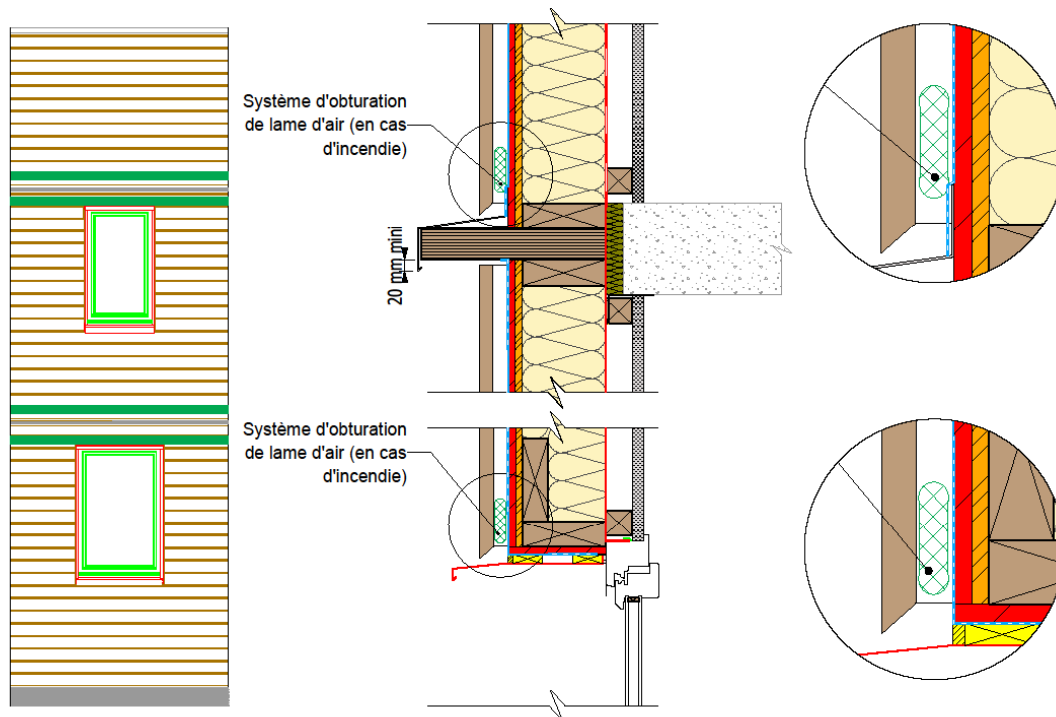 Système d'obturation
de lame d'air (en cas
d'incendie)
20 mm mini
Système d'obturation
de lame d'air (en cas
d'incendie)